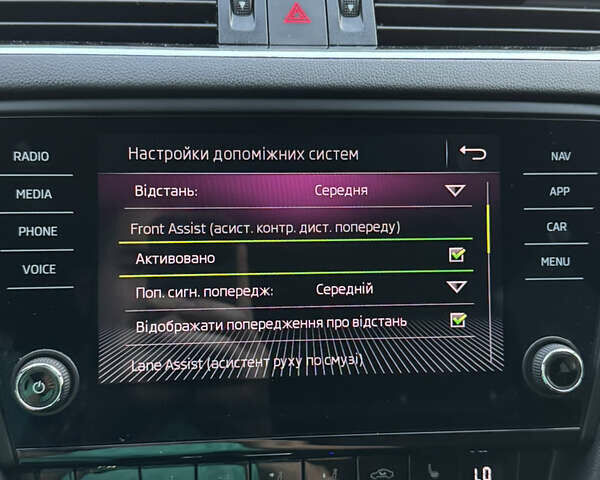 RADIO
MEDIA
PHONE
VOICE
Настройки допоміжних систем
Відстань: Середня
Front Assist (асист. контр. дист. попереду)
Активовано
Поп. сигн. попередж: Середній
Відображати попередження про відстань
Lane Assist (асистент руху по смузі)
NAV
APP
CAR
MENU
LO